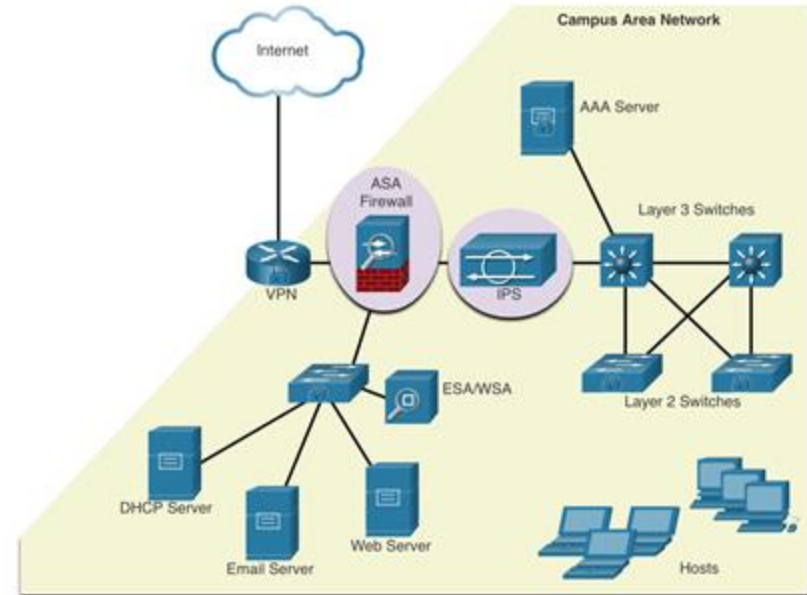 Campus Area Network
Internet
AAA Server
ASA
Firewall
Layer 3 Switches
VPN
IPS
ESA/WSA
Layer 2 Switches
DHCP Server
Email Server
Web Server
Hosts